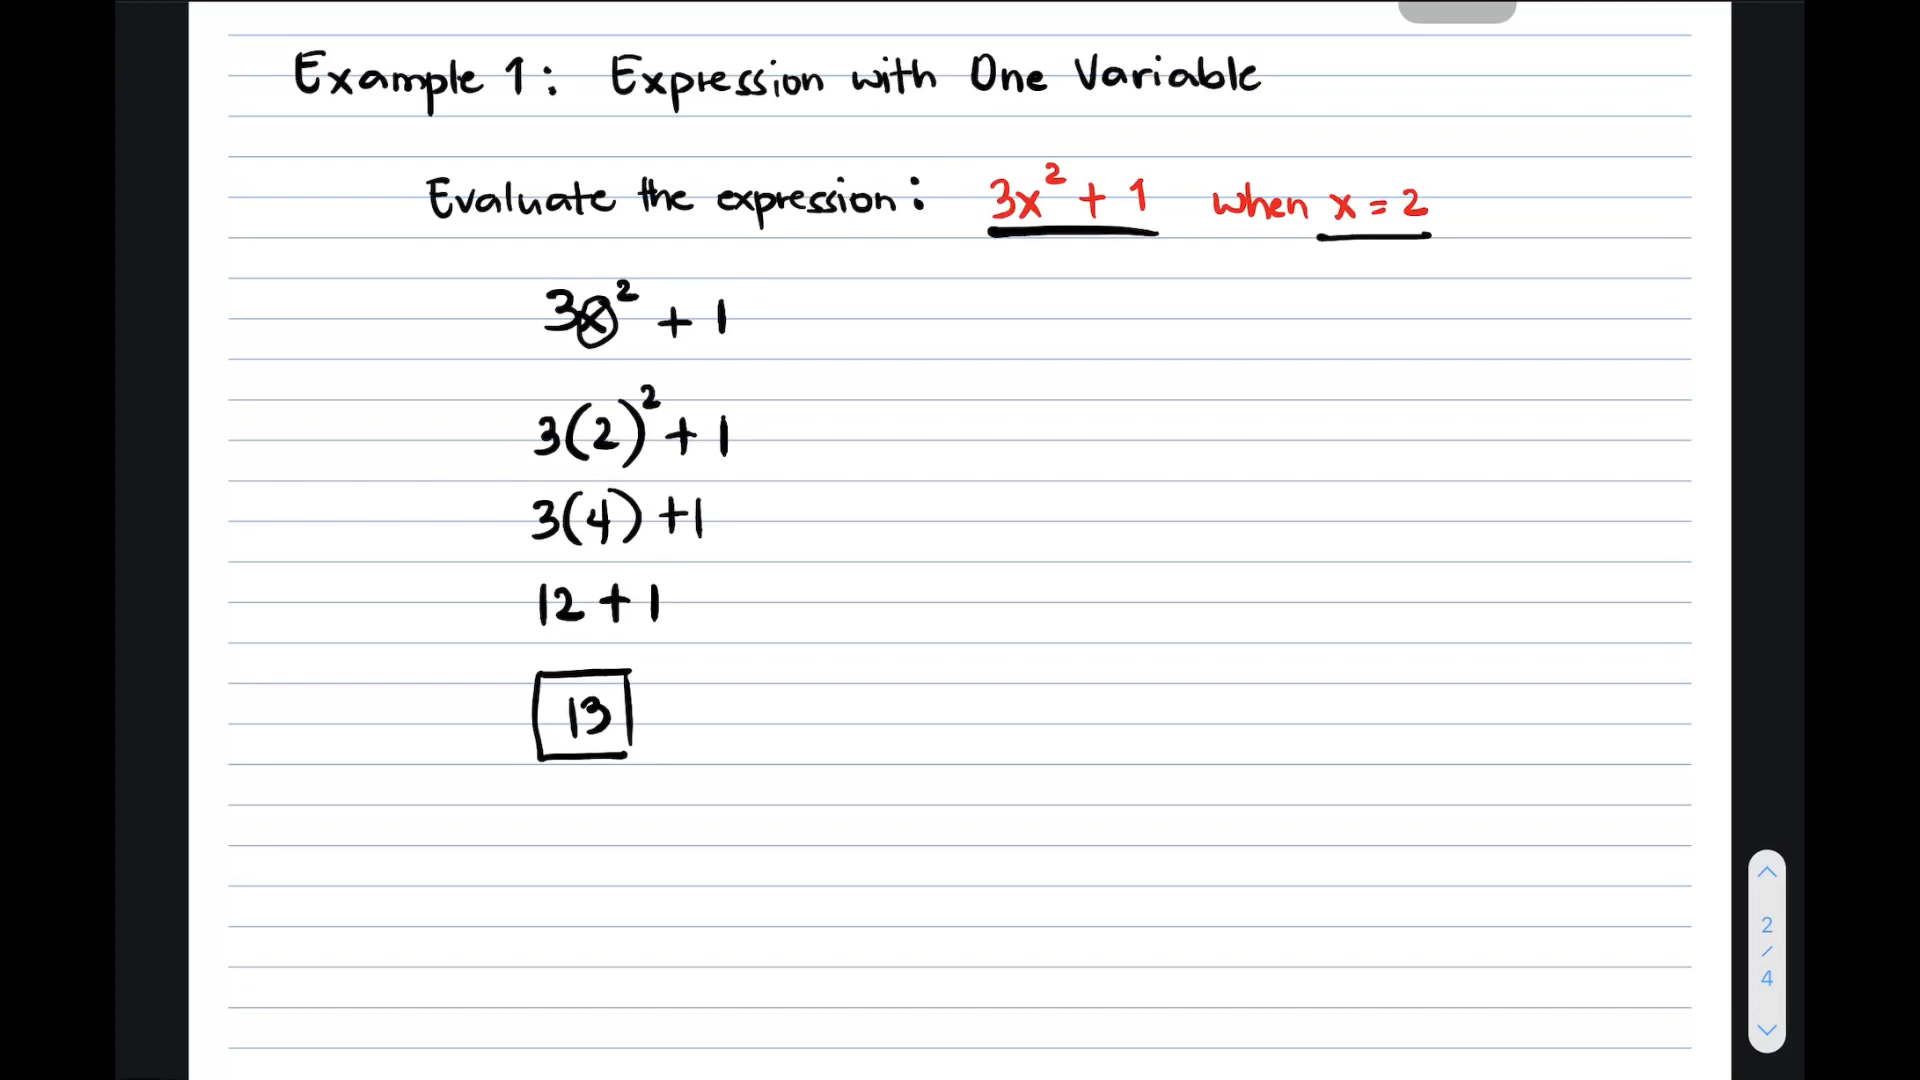 Example 1: Expression with One Variable
Evaluate the expression: 3x² + 1 when x = 2
3x² + 1
3(2)² + 1
3(4) + 1
12 + 1
13
2
/
4